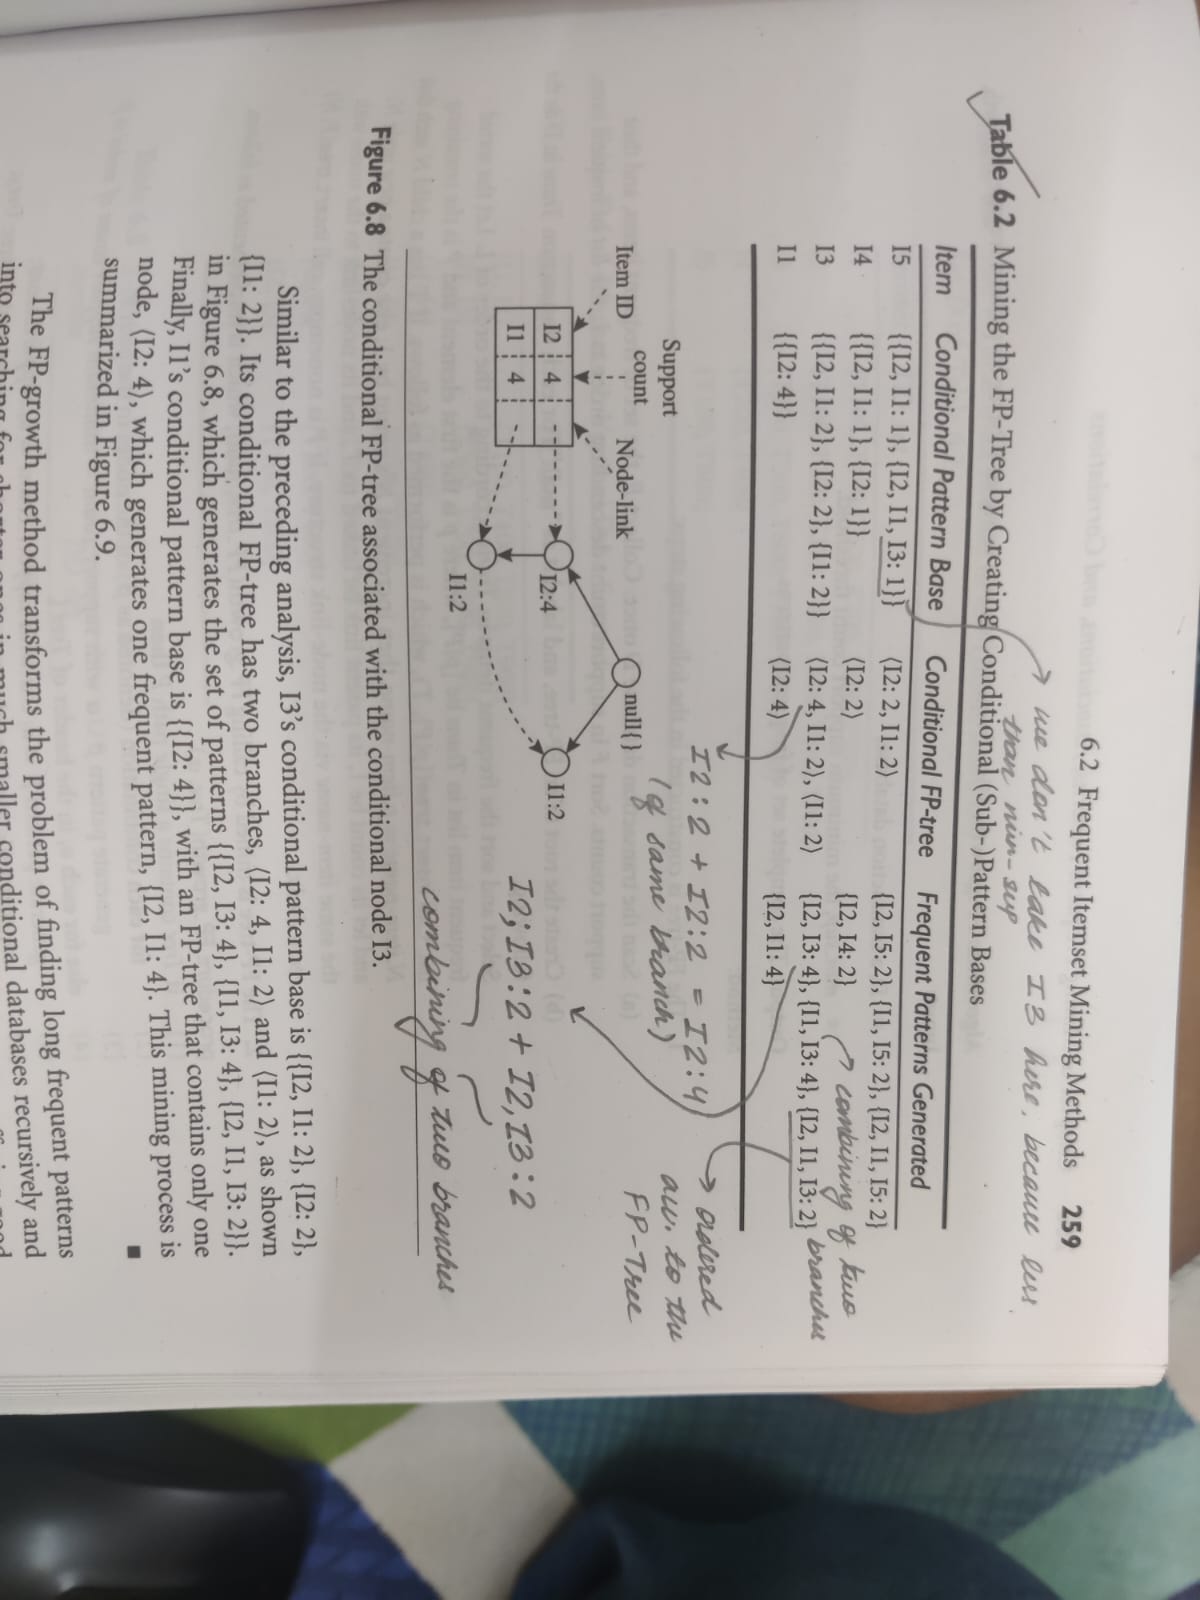 6.2 Frequent Itemset Mining Methods 259
we don't take I3 here, because less
than min-sup
Table 6.2 Mining the FP-Tree by Creating Conditional (Sub-)Pattern Bases
Item Conditional Pattern Base Conditional FP-tree Frequent Patterns Generated
I5 {{I2, I1: 1}, {I2, I1, I3: 1}} ⟨I2: 2, I1: 2⟩ {I2, I5: 2}, {I1, I5: 2}, {I2, I1, I5: 2}
I4 {{I2, I1: 1}, {I2: 1}} ⟨I2: 2⟩ {I2, I4: 2}
combining of two
branches
I3 {{I2, I1: 2}, {I2: 2}, {I1: 2}} ⟨I2: 4, I1: 2⟩, ⟨I1: 2⟩ {I2, I3: 4}, {I1, I3: 4}, {I2, I1, I3: 2}
I1 {{I2: 4}} ⟨I2: 4⟩ {I2, I1: 4}
I2:2 + I2:2 = I2:4
(of same branch)
ordered
acc. to the
FP-Tree
Support
count
Item ID
Node-link
null{}
I2 4
I2:4
I1:2
I1 4
I1:2
I2;I3:2 + I2,I3:2
combining of two branches
Figure 6.8 The conditional FP-tree associated with the conditional node I3.
Similar to the preceding analysis, I3's conditional pattern base is {{I2, I1: 2}, {I2: 2},
{I1: 2}}. Its conditional FP-tree has two branches, ⟨I2: 4, I1: 2⟩ and ⟨I1: 2⟩, as shown
in Figure 6.8, which generates the set of patterns {{I2, I3: 4}, {I1, I3: 4}, {I2, I1, I3: 2}}.
Finally, I1's conditional pattern base is {{I2: 4}}, with an FP-tree that contains only one
node, ⟨I2: 4⟩, which generates one frequent pattern, {I2, I1: 4}. This mining process is
summarized in Figure 6.9. ■
The FP-growth method transforms the problem of finding long frequent patterns
into searching for shorter ones in much smaller conditional databases recursively and